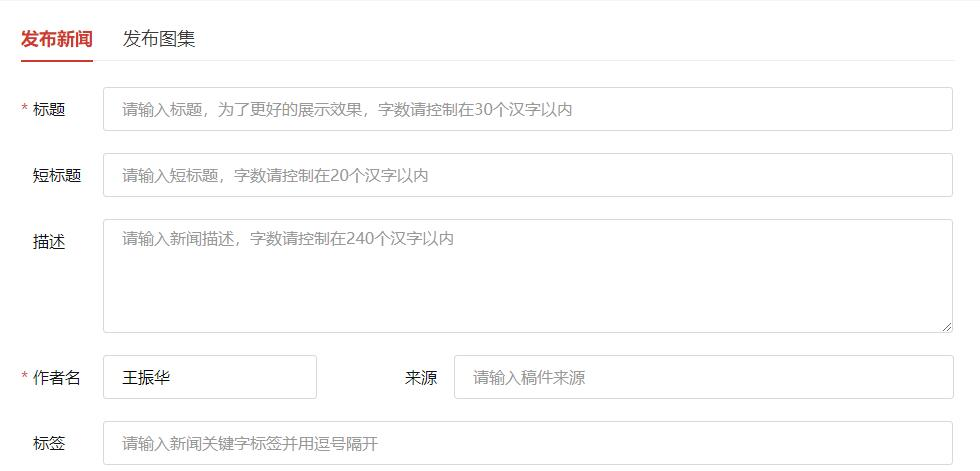 发布新闻 发布图集
* 标题 请输入标题，为了更好的展示效果，字数请控制在30个汉字以内
短标题 请输入短标题，字数请控制在20个汉字以内
描述 请输入新闻描述，字数请控制在240个汉字以内
* 作者名 王振华 来源 请输入稿件来源
标签 请输入新闻关键字标签并用逗号隔开